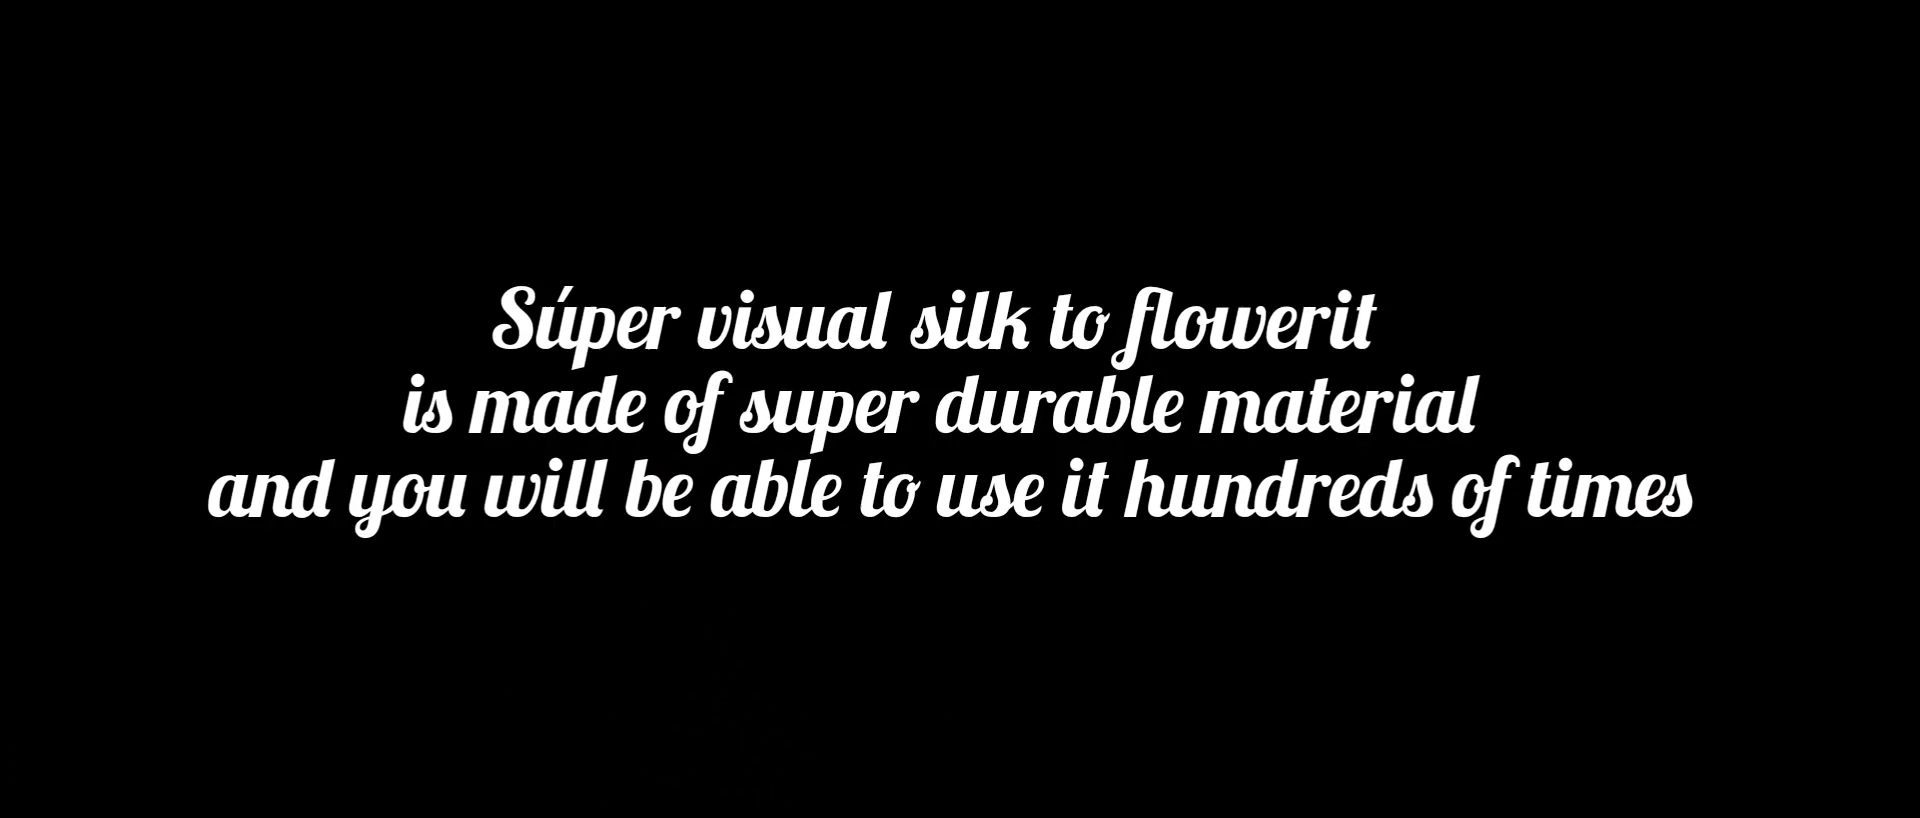 Súper visual silk to flowerit
is made of super durable material
and you will be able to use it hundreds of times